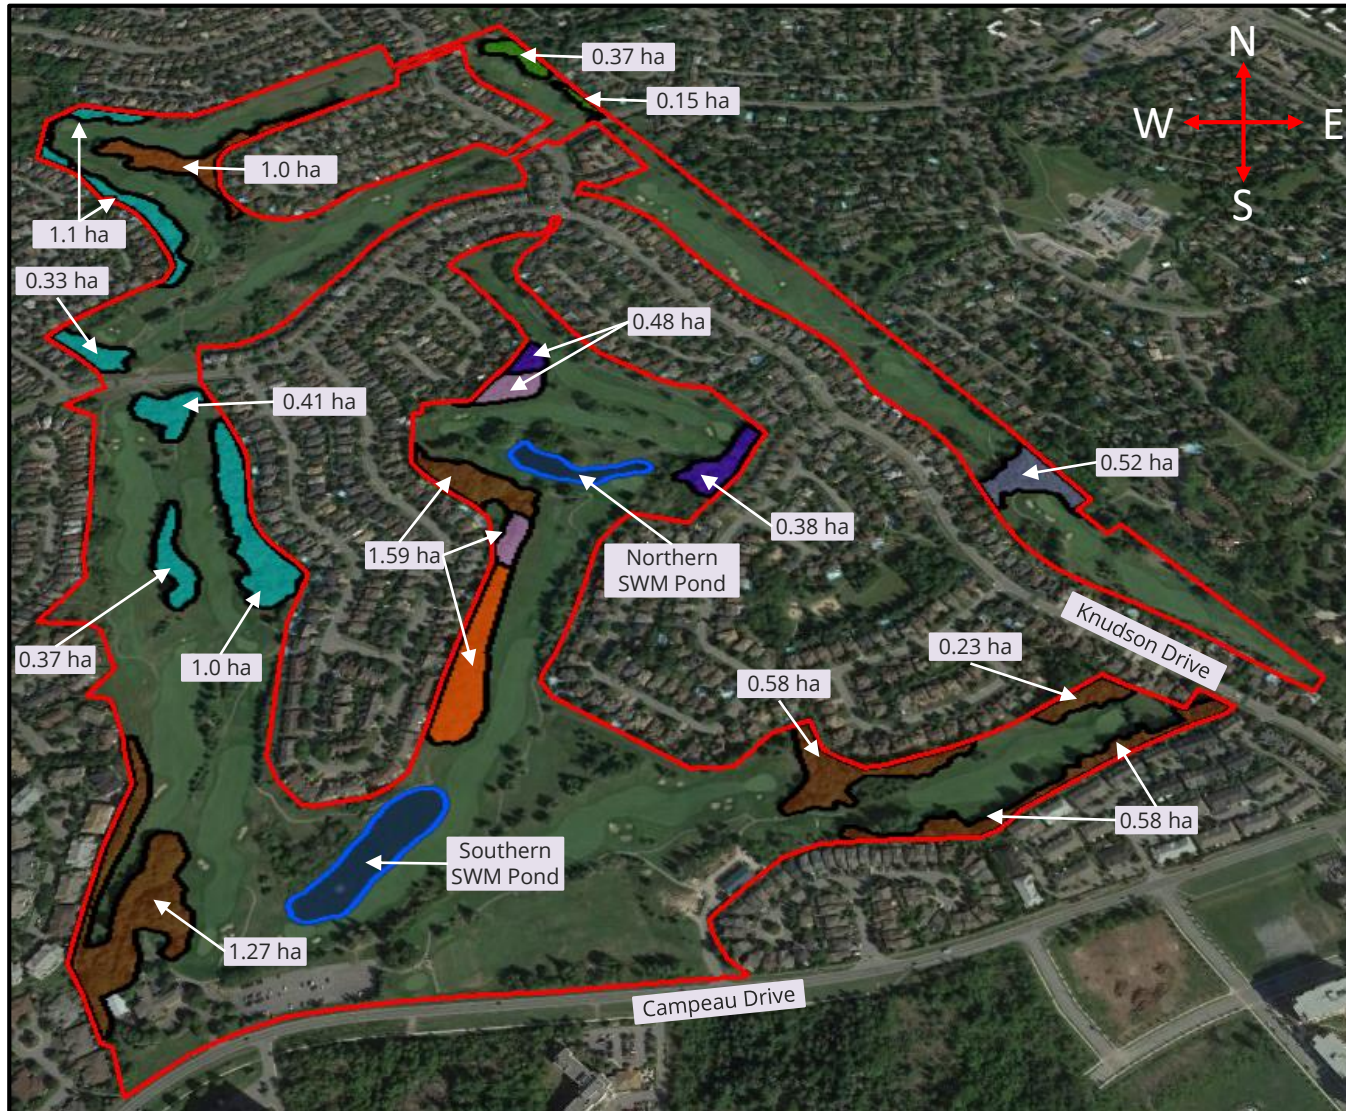 N
0.37 ha
0.15 ha
W
E
1.0 ha
S
1.1 ha
0.33 ha
0.48 ha
0.41 ha
0.52 ha
0.38 ha
1.59 ha
Northern
SWM Pond
Knudson Drive
0.37 ha
1.0 ha
0.23 ha
0.58 ha
0.58 ha
Southern
SWM Pond
1.27 ha
Campeau Drive